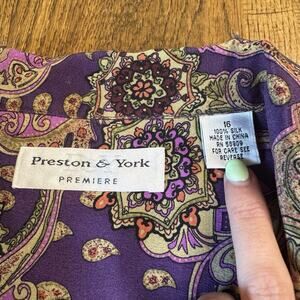 Preston & York
PREMIERE
16
100% SILK
MADE IN CHINA
RN 55909
FOR CARE SEE
REVERSE